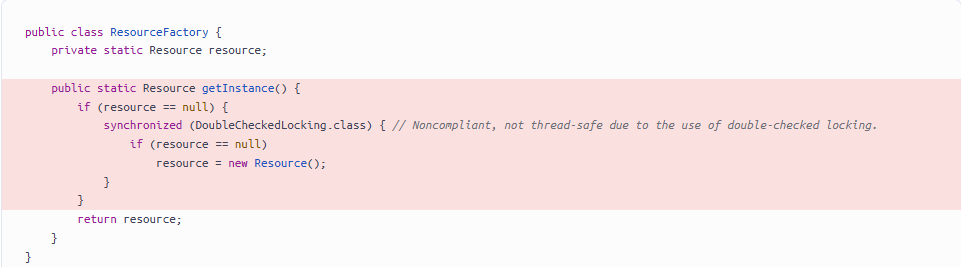 public class ResourceFactory {
    private static Resource resource;

    public static Resource getInstance() {
        if (resource == null) {
            synchronized (DoubleCheckedLocking.class) { // Noncompliant, not thread-safe due to the use of double-checked locking.
                if (resource == null)
                    resource = new Resource();
            }
        }
        return resource;
    }
}